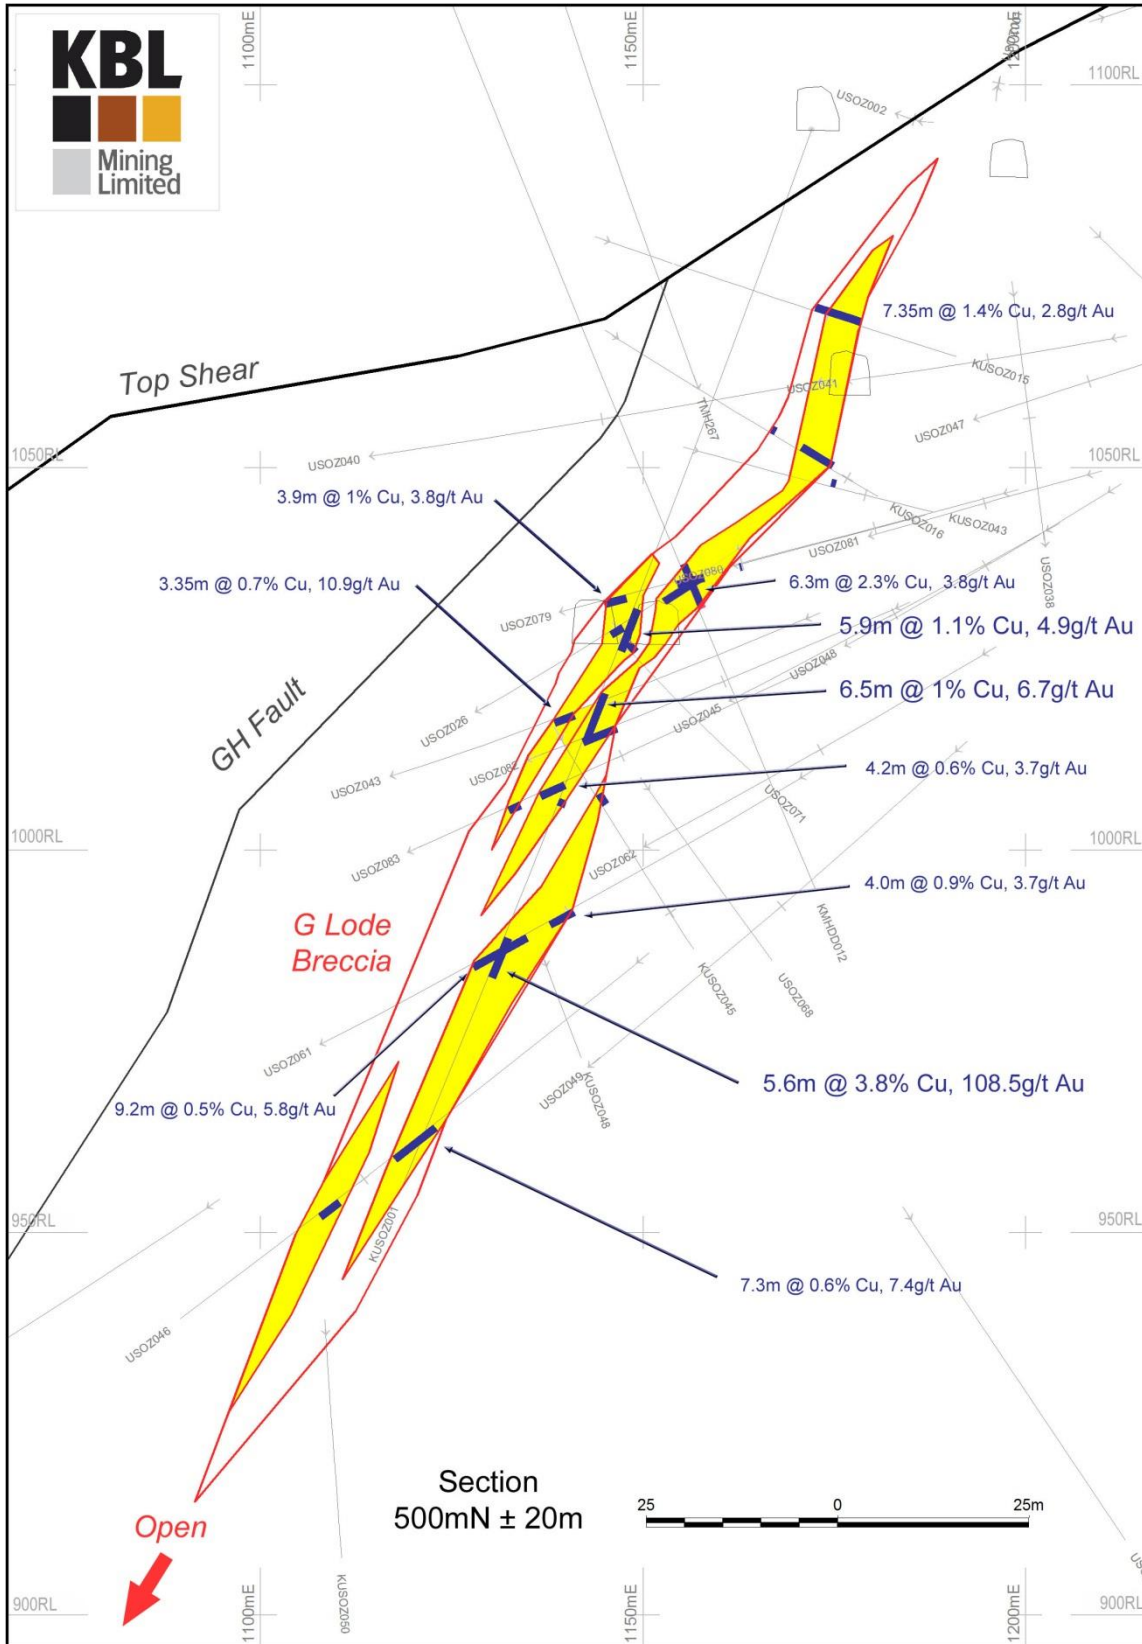 KBL
Mining
Limited
1100mE
1150mE
1200mE
1100RL
USOZ002
7.35m @ 1.4% Cu, 2.8g/t Au
Top Shear
KUSOZ015
USOZ041
TMH267
USOZ047
USOZ040
1050RL
1050RL
3.9m @ 1% Cu, 3.8g/t Au
KUSOZ016
KUSOZ043
USOZ081
3.35m @ 0.7% Cu, 10.9g/t Au
USOZ080
6.3m @ 2.3% Cu, 3.8g/t Au
USOZ038
USOZ079
5.9m @ 1.1% Cu, 4.9g/t Au
USOZ048
6.5m @ 1% Cu, 6.7g/t Au
GH Fault
USOZ026
USOZ045
USOZ043
USOZ082
4.2m @ 0.6% Cu, 3.7g/t Au
USOZ071
1000RL
1000RL
USOZ083
USOZ062
4.0m @ 0.9% Cu, 3.7g/t Au
G Lode
Breccia
KMHDD012
KUSOZ045
USOZ068
USOZ061
USOZ049
KUSOZ048
5.6m @ 3.8% Cu, 108.5g/t Au
9.2m @ 0.5% Cu, 5.8g/t Au
950RL
950RL
KUSOZ001
7.3m @ 0.6% Cu, 7.4g/t Au
USOZ046
Section
500mN ± 20m
25
0
25m
Open
KUSOZ050
900RL
900RL
1100mE
1150mE
1200mE